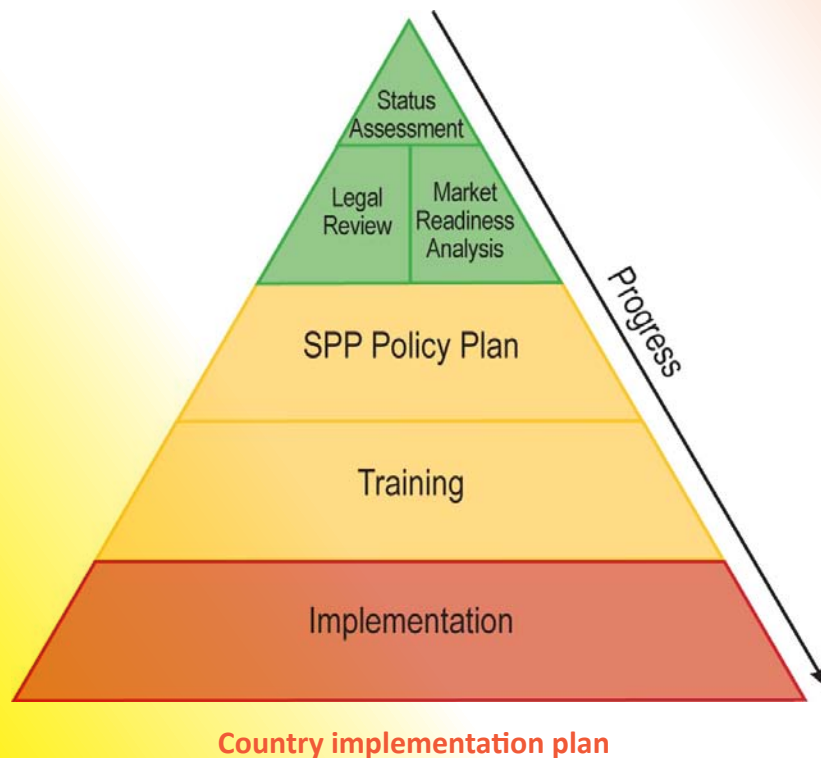 Status
Assessment
Legal
Review
Market
Readiness
Analysis
Progress
SPP Policy Plan
Training
Implementation
Country implementation plan